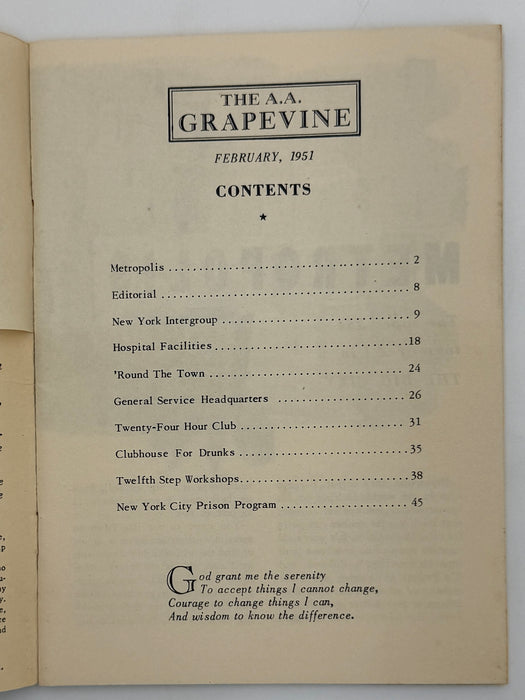 THE A.A.
GRAPEVINE
FEBRUARY, 1951
CONTENTS
★
Metropolis 2
Editorial 8
New York Intergroup 9
Hospital Facilities 18
'Round The Town 24
General Service Headquarters 26
Twenty-Four Hour Club 31
Clubhouse For Drunks 35
Twelfth Step Workshops 38
New York City Prison Program 45
God grant me the serenity
To accept things I cannot change,
Courage to change things I can,
And wisdom to know the difference.